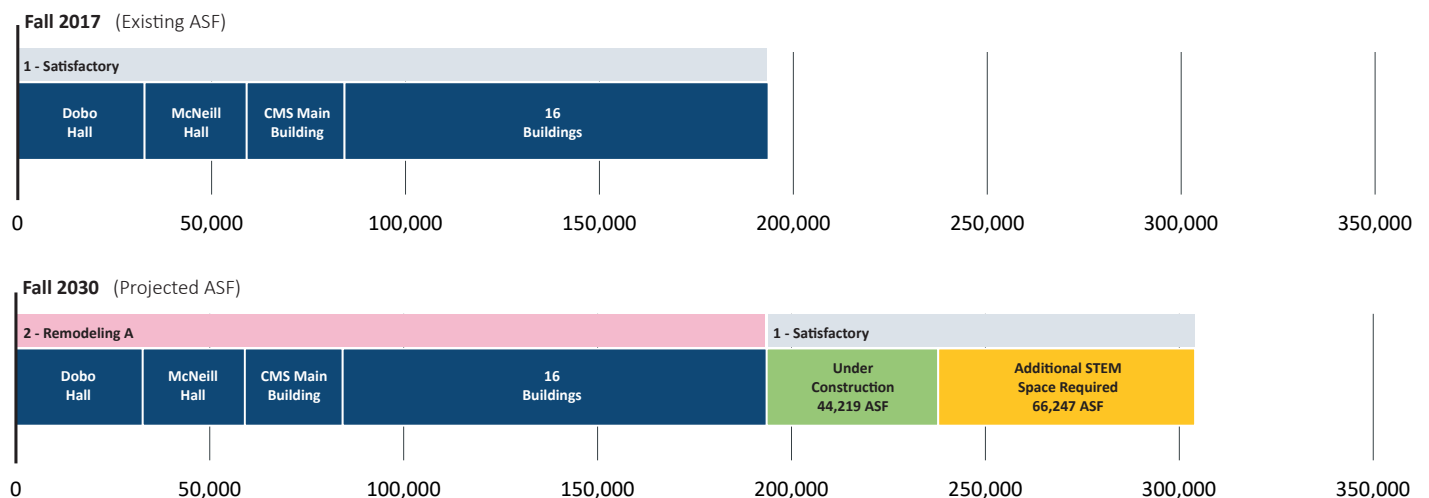 Fall 2017 (Existing ASF)
1 - Satisfactory
Dobo
Hall
McNeill
Hall
CMS Main
Building
16
Buildings
0 50,000 100,000 150,000 200,000 250,000 300,000 350,000
Fall 2030 (Projected ASF)
2 - Remodeling A
1 - Satisfactory
Dobo
Hall
McNeill
Hall
CMS Main
Building
16
Buildings
Under
Construction
44,219 ASF
Additional STEM
Space Required
66,247 ASF
0 50,000 100,000 150,000 200,000 250,000 300,000 350,000